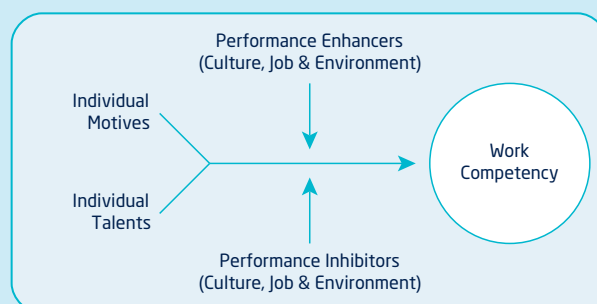 Performance Enhancers
(Culture, Job & Environment)
Individual
Motives
Work
Competency
Individual
Talents
Performance Inhibitors
(Culture, Job & Environment)